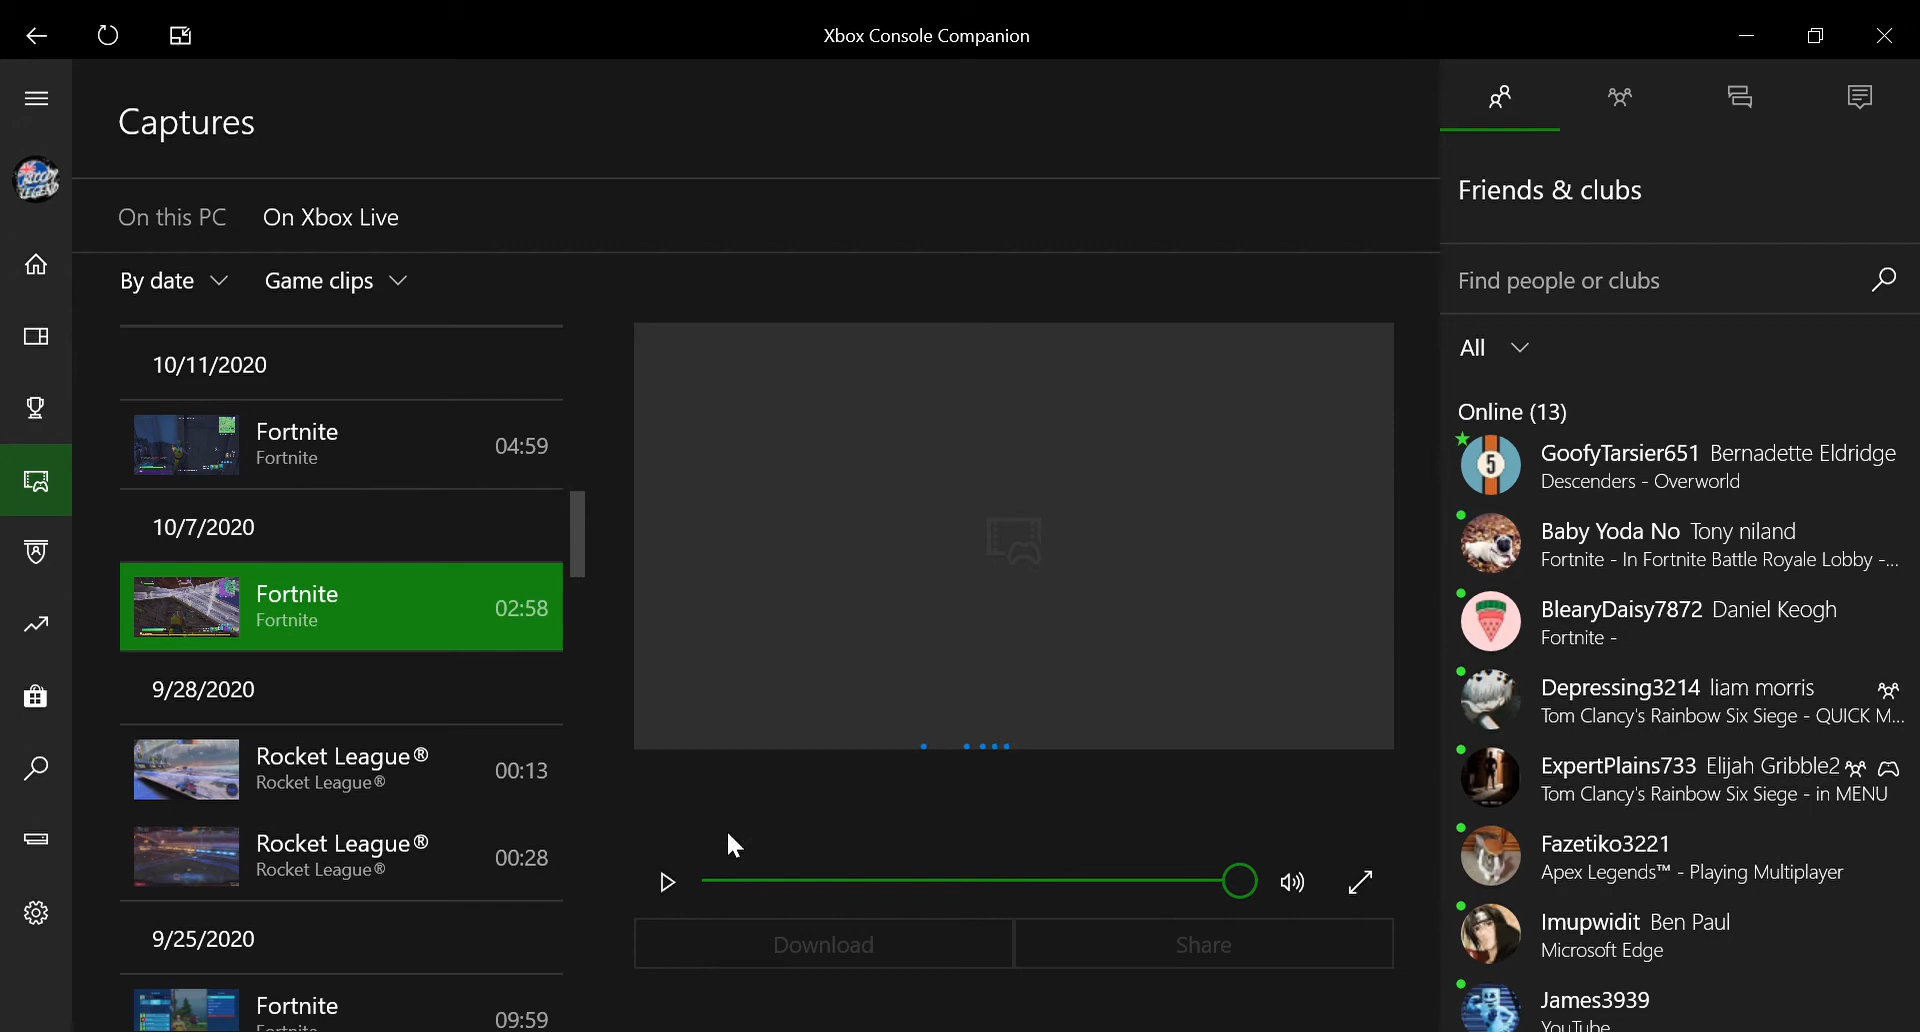 Xbox Console Companion
Captures
On this PC On Xbox Live
By date Game clips
10/11/2020
Fortnite
Fortnite
04:59
10/7/2020
Fortnite
Fortnite
02:58
9/28/2020
Rocket League®
Rocket League®
00:13
Rocket League®
Rocket League®
00:28
9/25/2020
Fortnite
Fortnite
09:59
Download
Share
BLOODY
LEGEND
Friends & clubs
Find people or clubs
All
Online (13)
5
GoofyTarsier651 Bernadette Eldridge
Descenders - Overworld
Baby Yoda No Tony niland
Fortnite - In Fortnite Battle Royale Lobby -...
BlearyDaisy7872 Daniel Keogh
Fortnite -
Depressing3214 liam morris
Tom Clancy's Rainbow Six Siege - QUICK M...
ExpertPlains733 Elijah Gribble2
Tom Clancy's Rainbow Six Siege - in MENU
Fazetiko3221
Apex Legends™ - Playing Multiplayer
Imupwidit Ben Paul
Microsoft Edge
James3939
YouTube